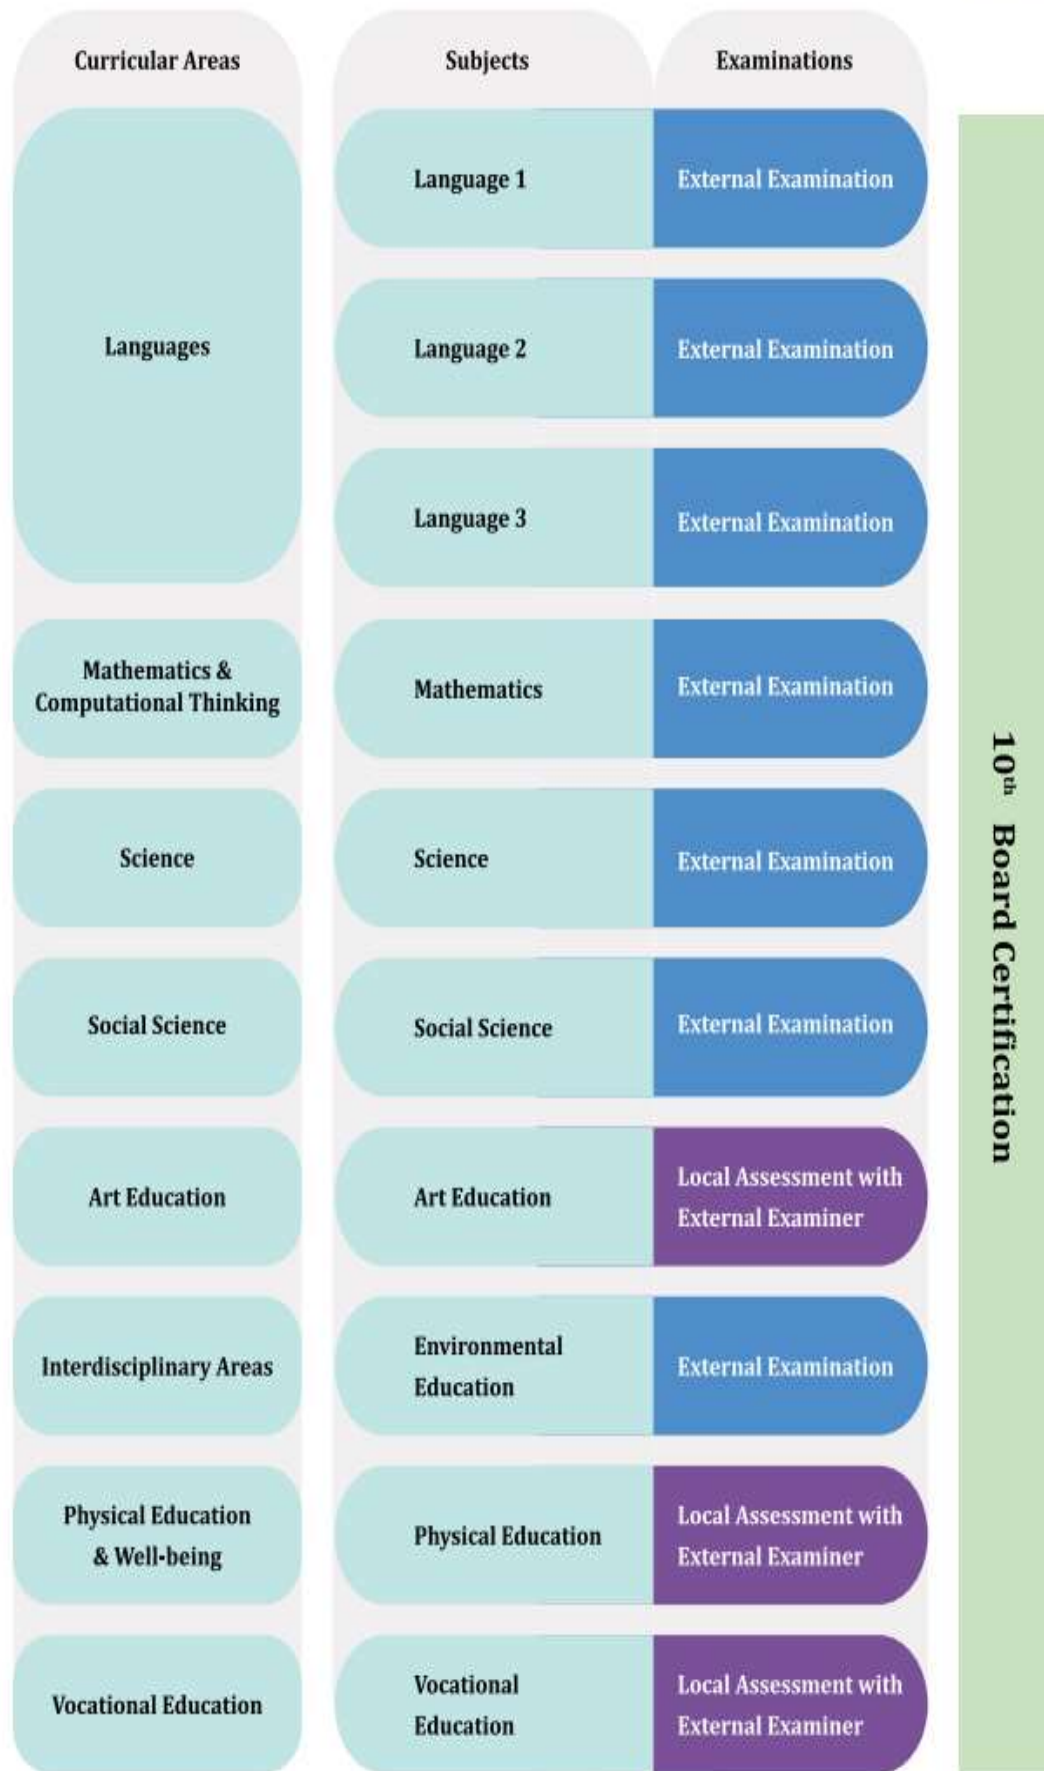 Curricular Areas
Subjects
Examinations
Languages
Language 1
External Examination
Language 2
External Examination
Language 3
External Examination
Mathematics &
Computational Thinking
Mathematics
External Examination
Science
Science
External Examination
Social Science
Social Science
External Examination
Art Education
Art Education
Local Assessment with
External Examiner
Interdisciplinary Areas
Environmental
Education
External Examination
Physical Education
& Well-being
Physical Education
Local Assessment with
External Examiner
Vocational Education
Vocational
Education
Local Assessment with
External Examiner
10th Board Certification